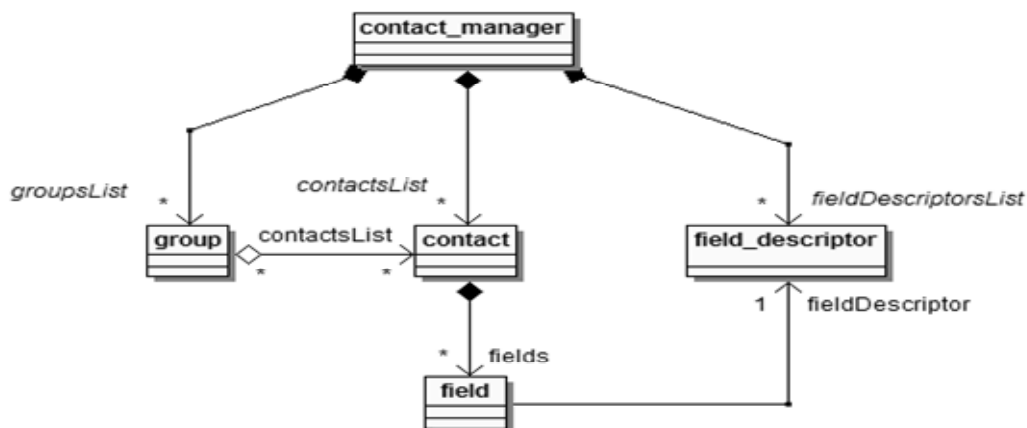 contact_manager
groupsList
*
contactsList
*
*
fieldDescriptorsList
group
contactsList
contact
field_descriptor
*
*
1
fieldDescriptor
*
fields
field